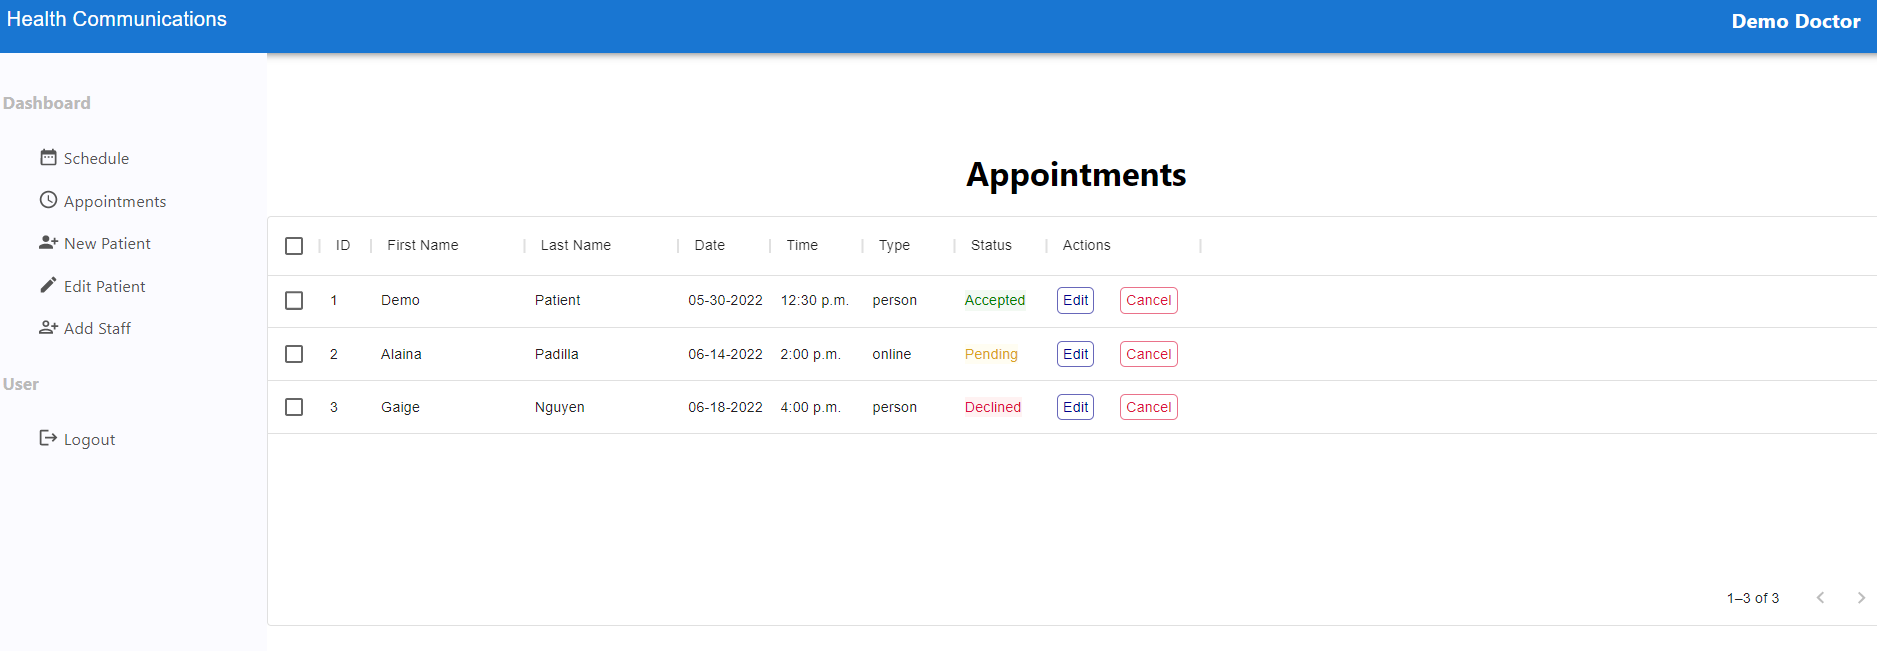 Health Communications
Demo Doctor
Dashboard
Schedule
Appointments
New Patient
Edit Patient
Add Staff
User
Logout
Appointments
ID First Name Last Name Date Time Type Status Actions
1 Demo Patient 05-30-2022 12:30 p.m. person Accepted Edit Cancel
2 Alaina Padilla 06-14-2022 2:00 p.m. online Pending Edit Cancel
3 Gaige Nguyen 06-18-2022 4:00 p.m. person Declined Edit Cancel
1–3 of 3